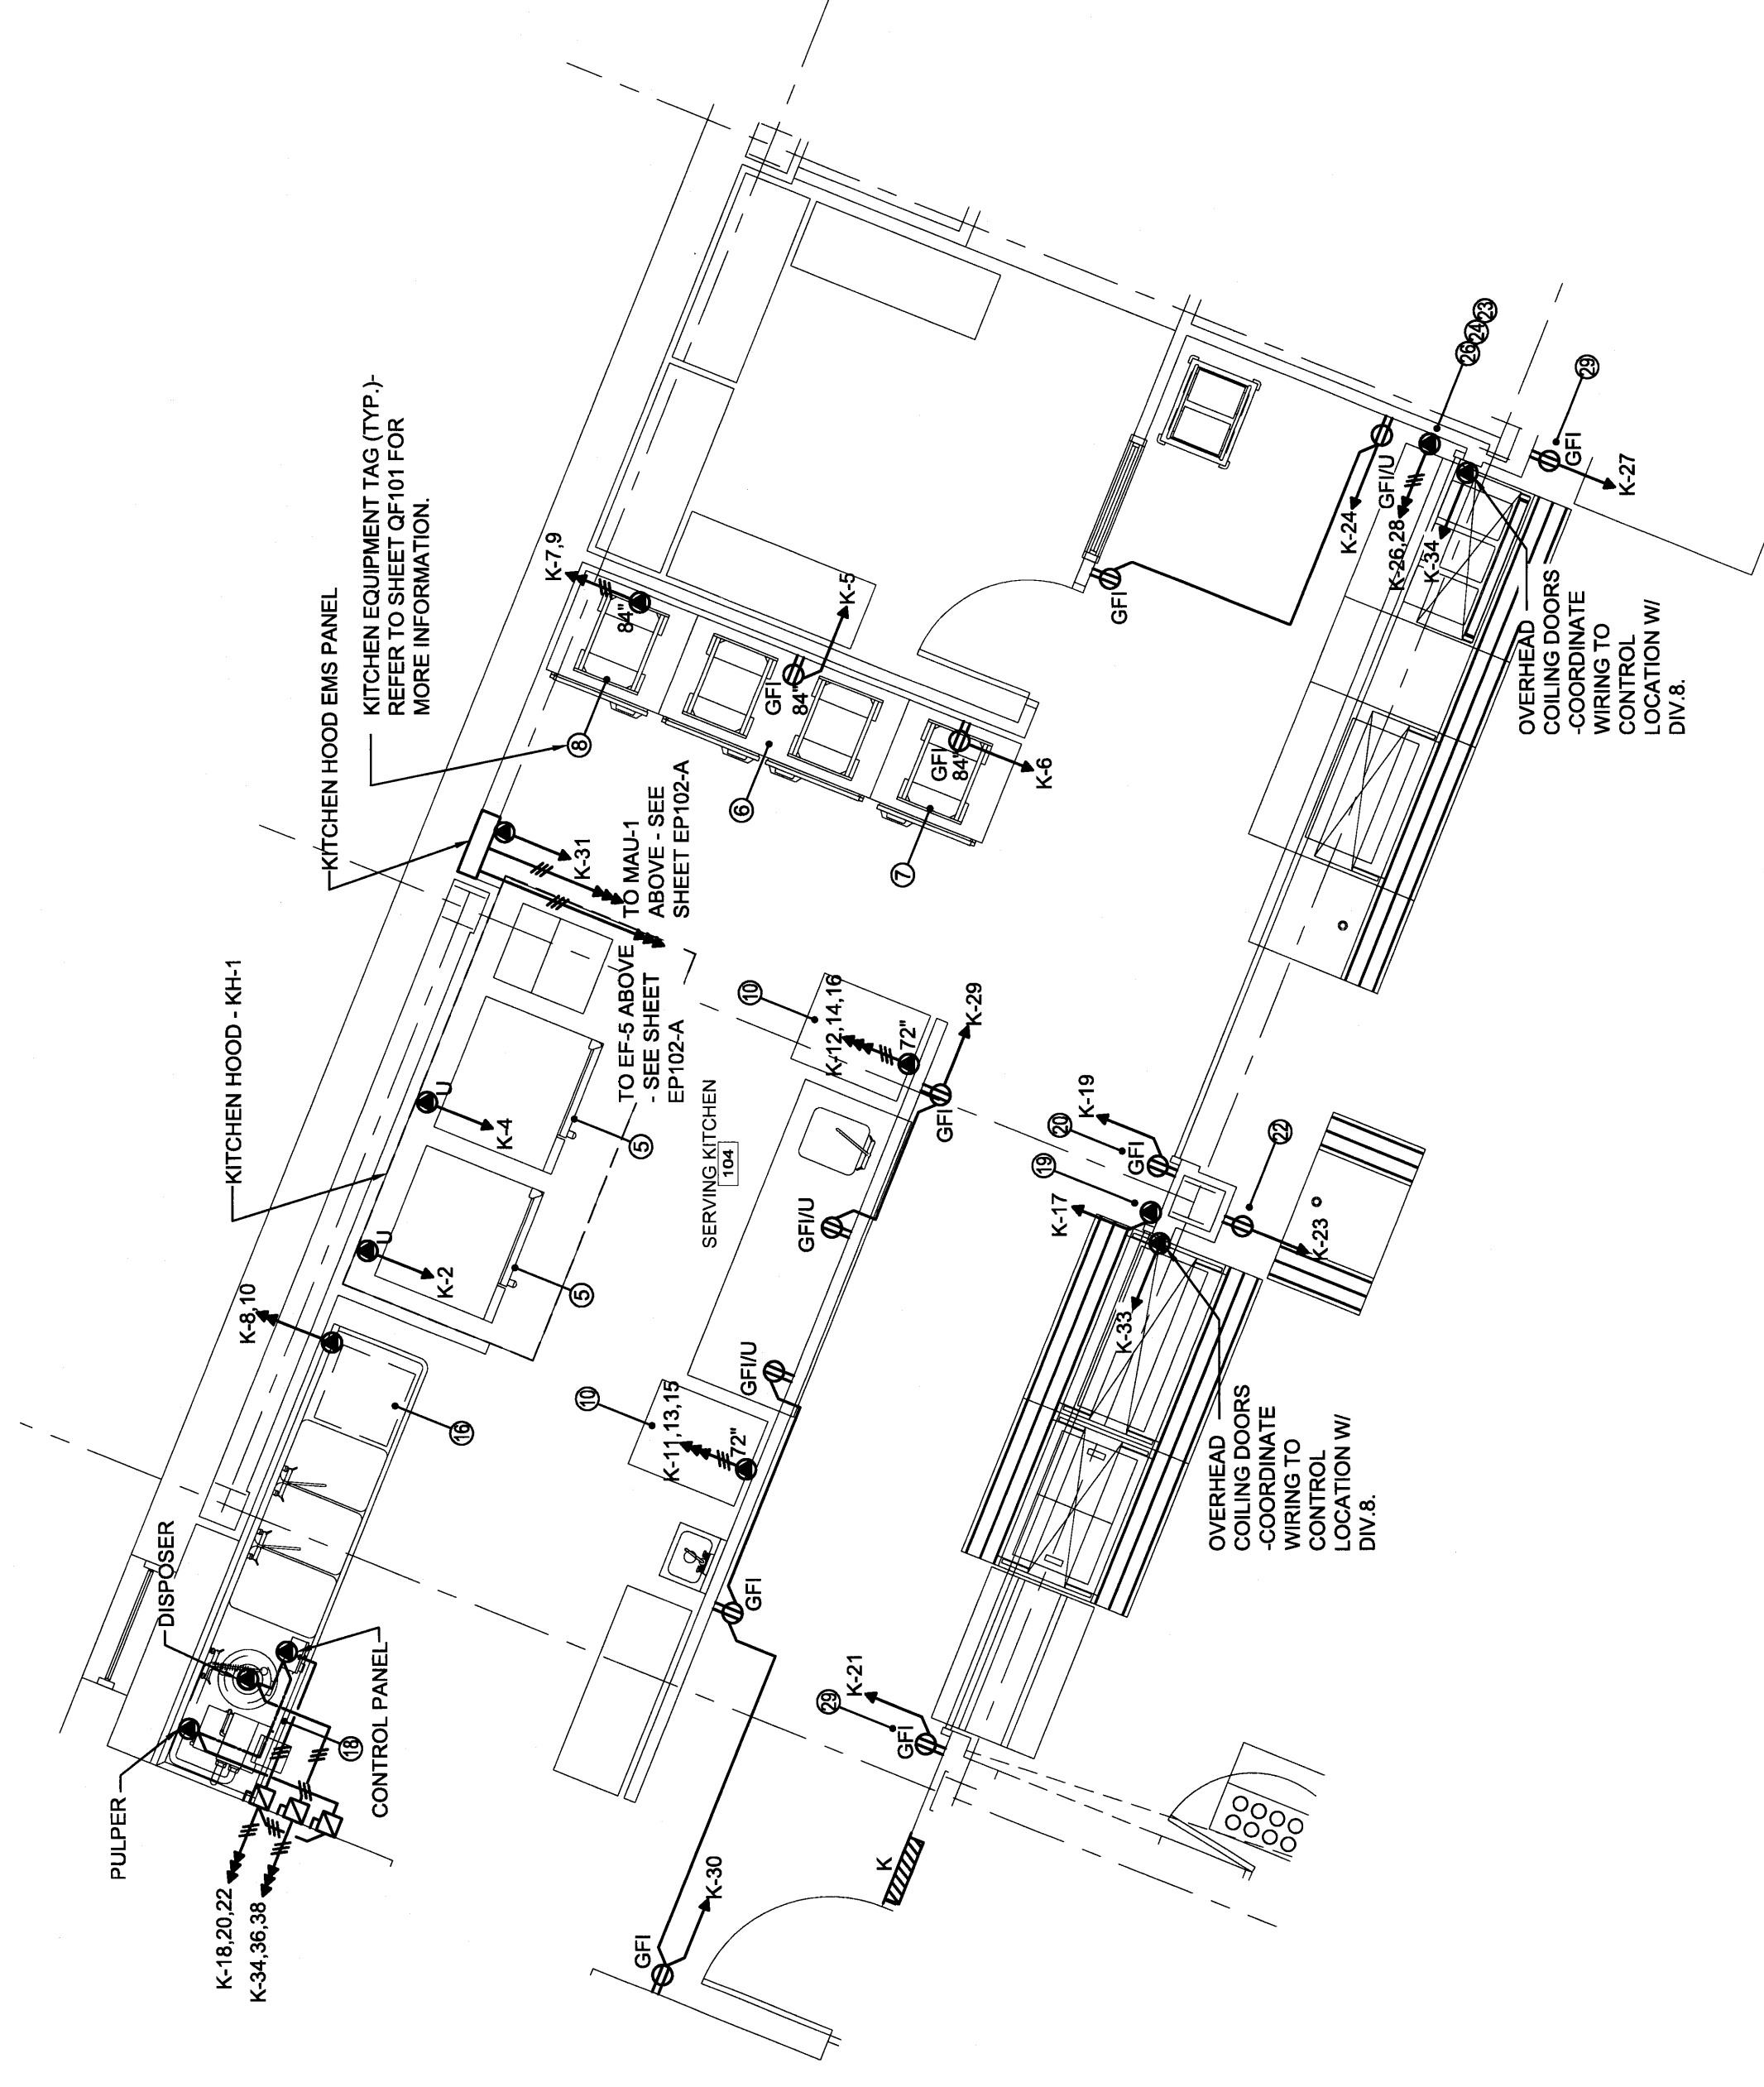 KITCHEN EQUIPMENT TAG (TYP.)-
REFER TO SHEET QF101 FOR
MORE INFORMATION.
KITCHEN HOOD EMS PANEL
KITCHEN HOOD - KH-1
DISPOSER
PULPER
CONTROL PANEL
K-18,20,22
K-34,36,38
18
16
K-8,10
U
K-2
5
U
K-4
5
K-31
TO MAU-1
ABOVE - SEE
SHEET EP102-A
TO EF-5 ABOVE
- SEE SHEET
EP102-A
K-7,9
84"
8
K-5
GFI
84"
6
GFI
84"
K-6
7
SERVING KITCHEN
104
10
K-12,14,16
72"
K-29
GFI
GFI/U
GFI/U
10
K-11,13,15
72"
GFI
GFI
K-30
K
29
K-21
GFI
GFI
K-24
GFI/U
K-26,28
K-34
26
24
23
29
GFI
K-27
OVERHEAD
COILING DOORS
-COORDINATE
WIRING TO
CONTROL
LOCATION W/
DIV.8.
K-19
20
GFI
19
K-17
22
K-23
K-33
OVERHEAD
COILING DOORS
-COORDINATE
WIRING TO
CONTROL
LOCATION W/
DIV.8.